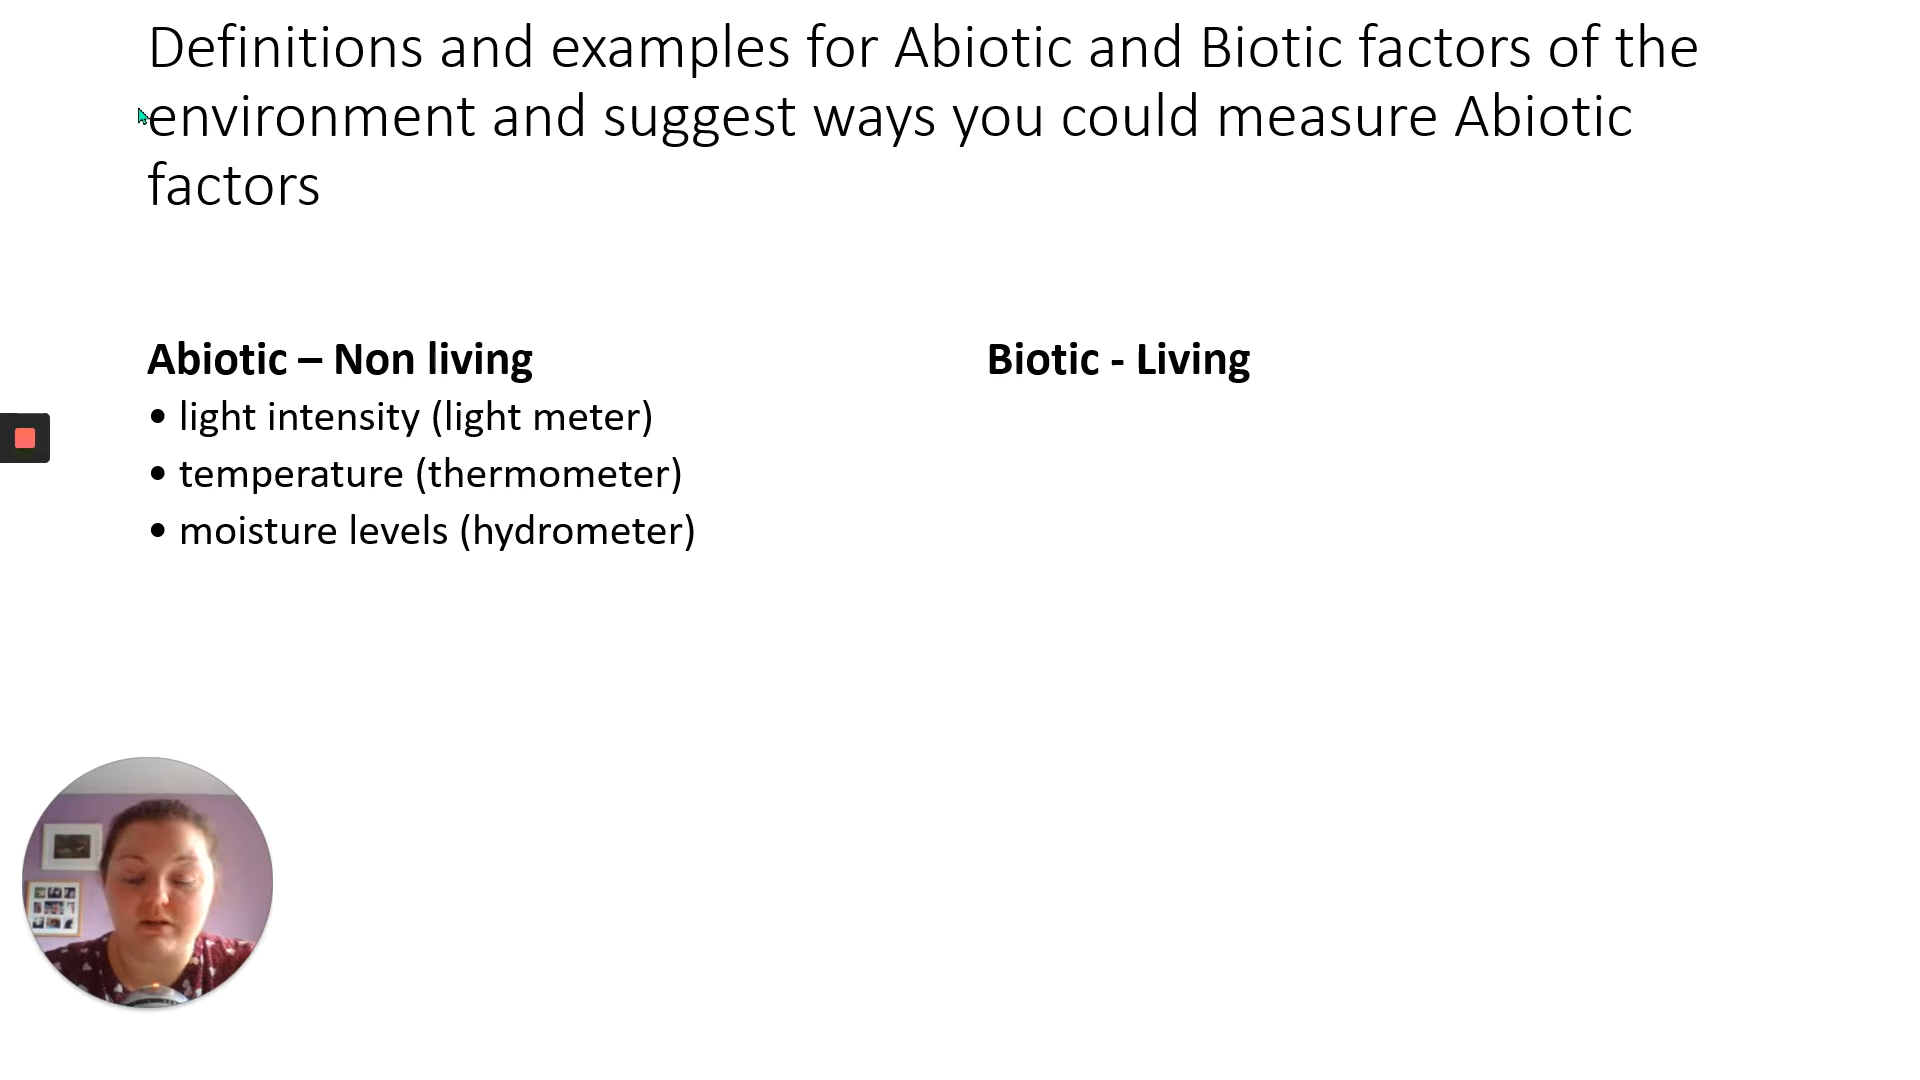 Definitions and examples for Abiotic and Biotic factors of the
environment and suggest ways you could measure Abiotic
factors
Abiotic – Non living
• light intensity (light meter)
• temperature (thermometer)
• moisture levels (hydrometer)
Biotic - Living